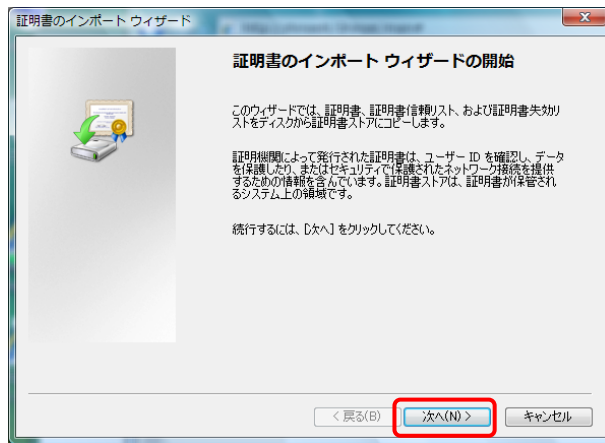 証明書のインポート ウィザード
証明書のインポート ウィザードの開始
このウィザードでは、証明書、証明書信頼リスト、および証明書失効リ
ストをディスクから証明書ストアにコピーします。
証明機関によって発行された証明書は、ユーザー ID を確認し、データ
を保護したり、またはセキュリティで保護されたネットワーク接続を提供
するための情報を含んでいます。証明書ストアは、証明書が保管され
るシステム上の領域です。
続行するには、[次へ] をクリックしてください。
< 戻る(B)
次へ(N) >
キャンセル